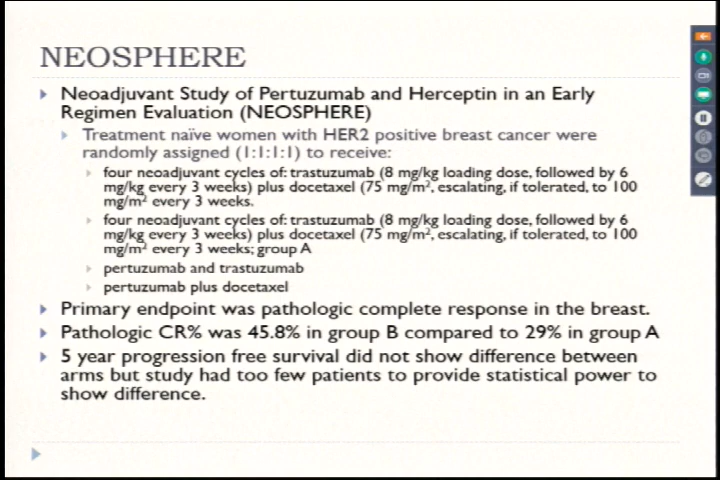 NEOSPHERE
Neoadjuvant Study of Pertuzumab and Herceptin in an Early
Regimen Evaluation (NEOSPHERE)
Treatment naïve women with HER2 positive breast cancer were
randomly assigned (1:1:1:1) to receive:
four neoadjuvant cycles of: trastuzumab (8 mg/kg loading dose, followed by 6
mg/kg every 3 weeks) plus docetaxel (75 mg/m², escalating, if tolerated, to 100
mg/m² every 3 weeks.
four neoadjuvant cycles of: trastuzumab (8 mg/kg loading dose, followed by 6
mg/kg every 3 weeks) plus docetaxel (75 mg/m², escalating, if tolerated, to 100
mg/m² every 3 weeks; group A
pertuzumab and trastuzumab
pertuzumab plus docetaxel
Primary endpoint was pathologic complete response in the breast.
Pathologic CR% was 45.8% in group B compared to 29% in group A
5 year progression free survival did not show difference between
arms but study had too few patients to provide statistical power to
show difference.